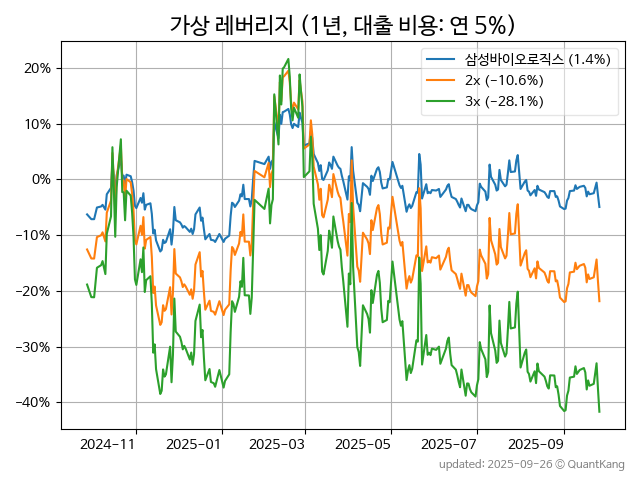 가상 레버리지 (1년, 대출 비용: 연 5%)
삼성바이오로직스 (1.4%)
2x (−10.6%)
3x (−28.1%)
20%
10%
0%
−10%
−20%
−30%
−40%
2024-11
2025-01
2025-03
2025-05
2025-07
2025-09
updated: 2025-09-26 © QuantKang